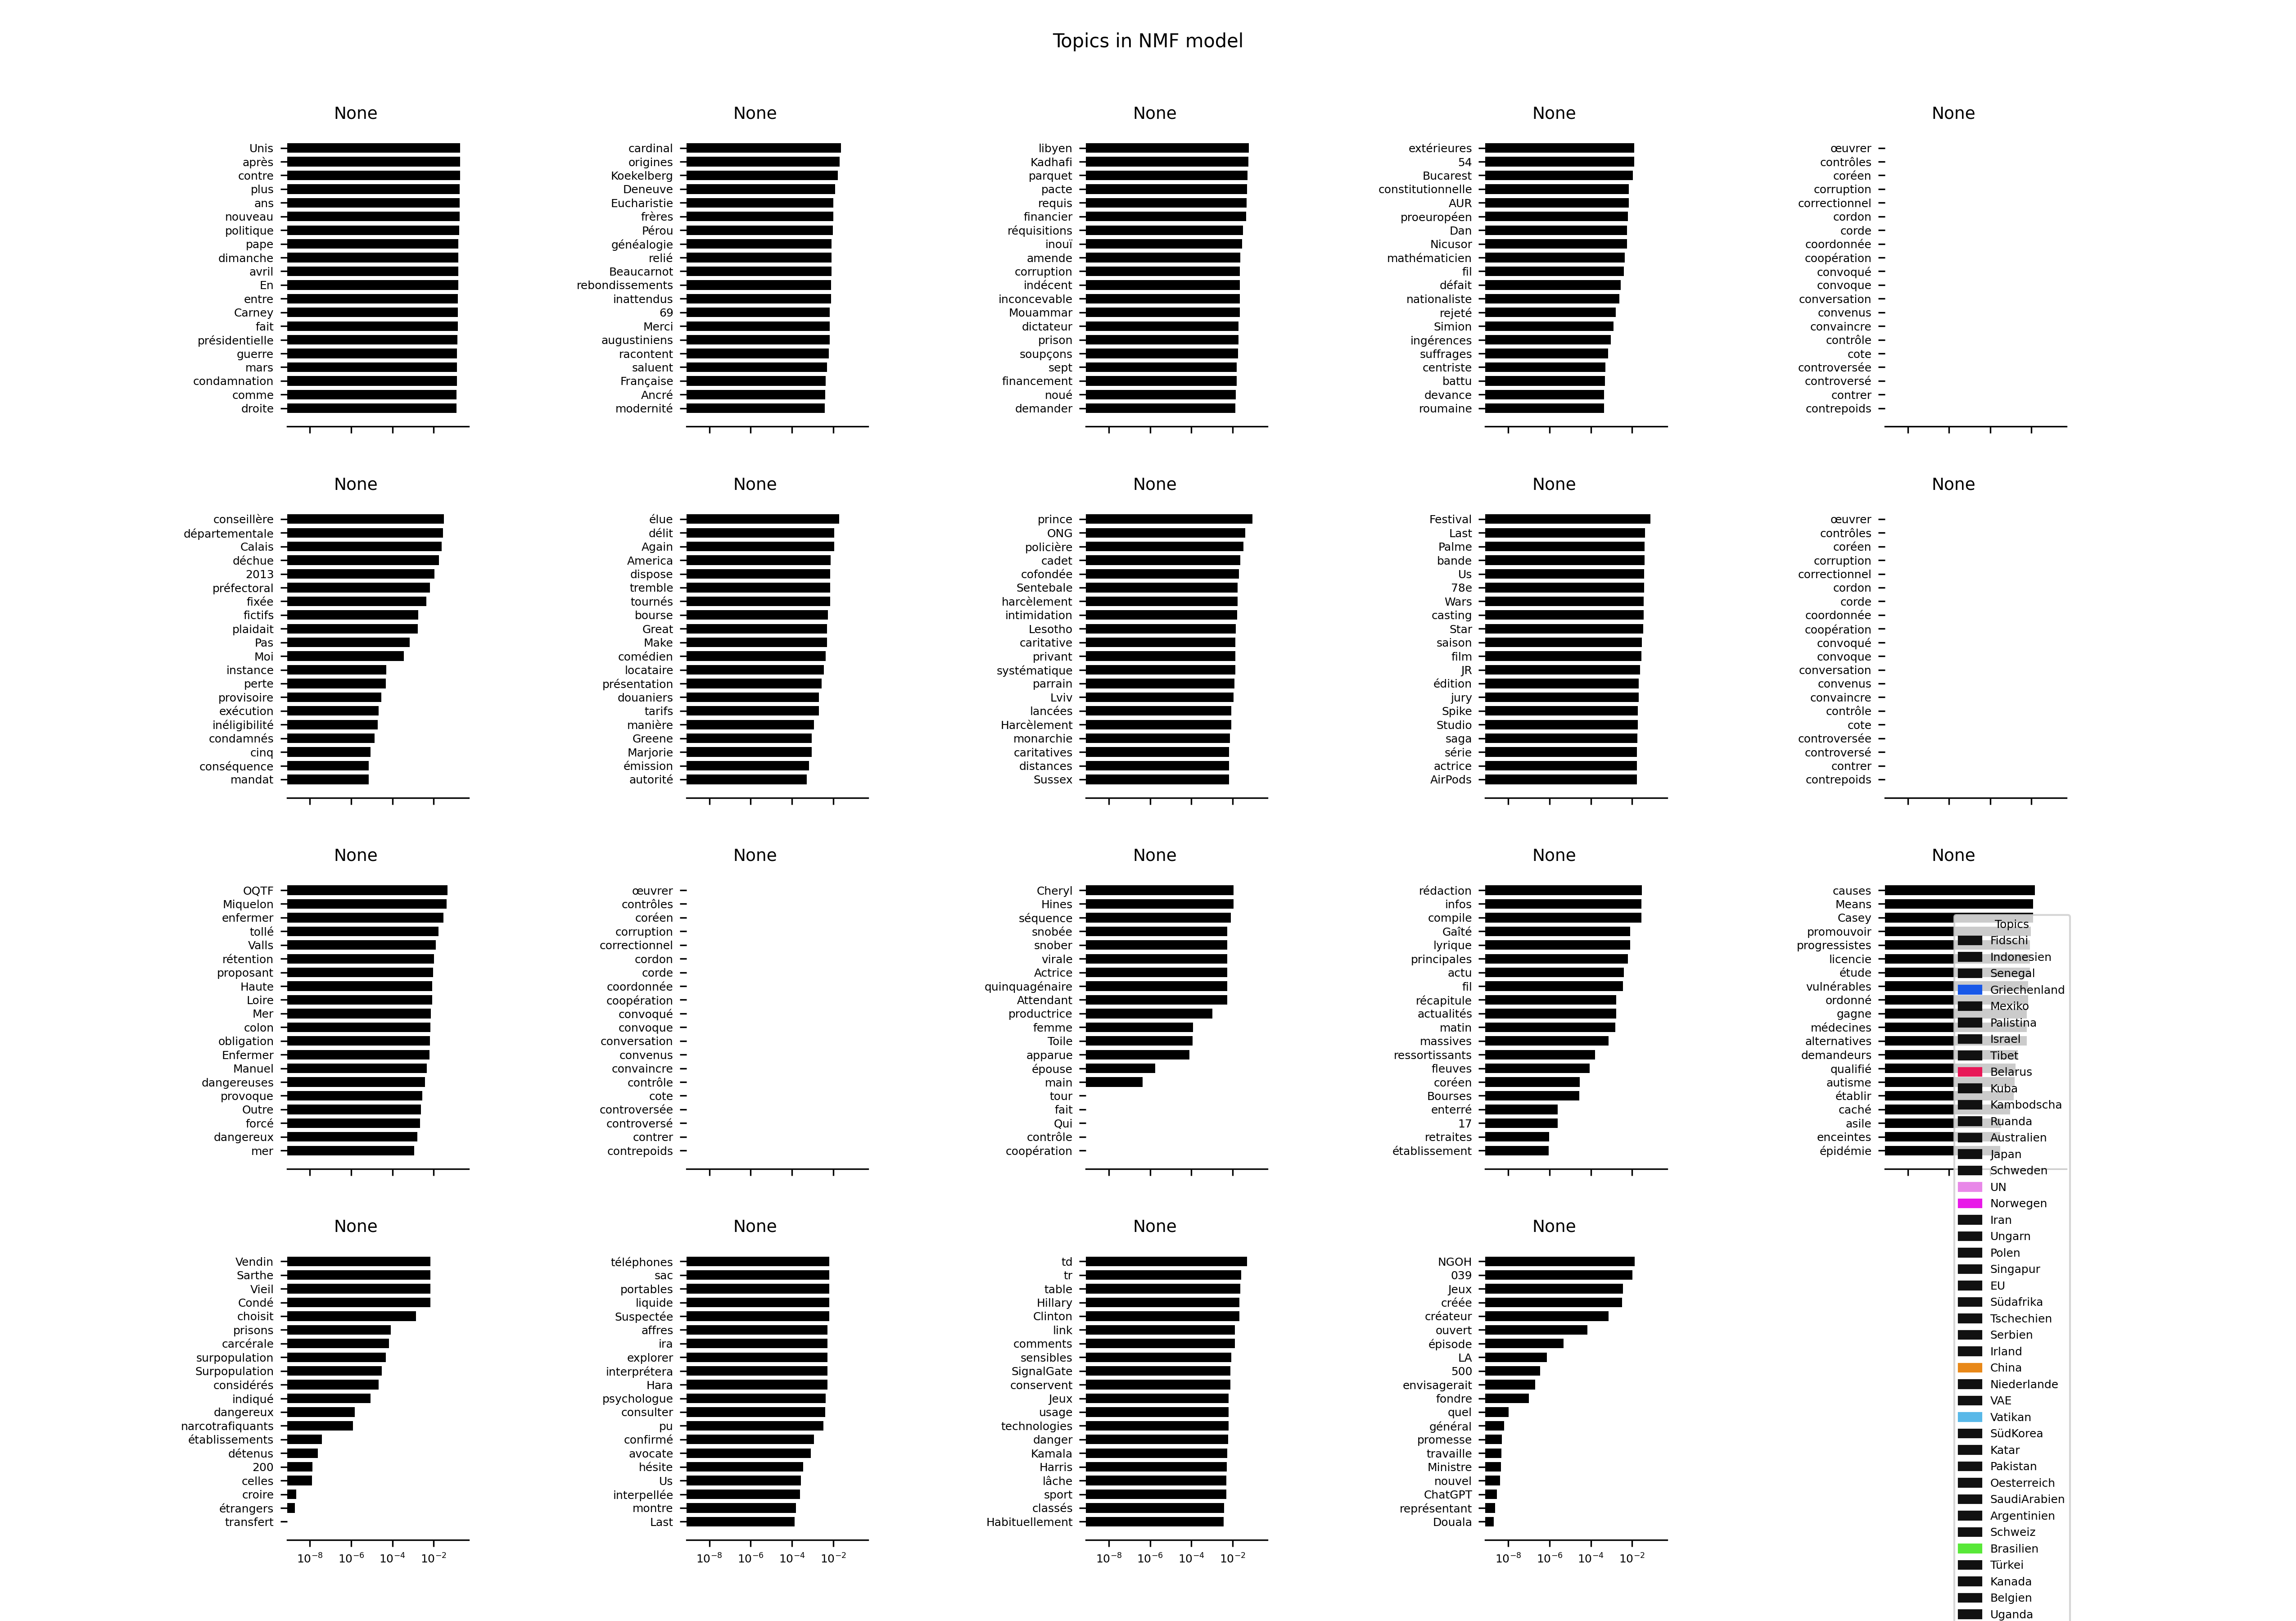 Topics in NMF model
None
Unis
après
contre
plus
ans
nouveau
politique
pape
dimanche
avril
En
entre
Carney
fait
présidentielle
guerre
mars
condamnation
comme
droite
None
cardinal
origines
Koekelberg
Deneuve
Eucharistie
frères
Pérou
généalogie
relié
Beaucarnot
rebondissements
inattendus
69
Merci
augustiniens
racontent
saluent
Française
Ancré
modernité
None
libyen
Kadhafi
parquet
pacte
requis
financier
réquisitions
inouï
amende
corruption
indécent
inconcevable
Mouammar
dictateur
prison
soupçons
sept
financement
noué
demander
None
extérieures
54
Bucarest
constitutionnelle
AUR
proeuropéen
Dan
Nicusor
mathématicien
fil
défait
nationaliste
rejeté
Simion
ingérences
suffrages
centriste
battu
devance
roumaine
None
œuvrer
contrôles
coréen
corruption
correctionnel
cordon
corde
coordonnée
coopération
convoqué
convoque
conversation
convenus
convaincre
contrôle
cote
controversée
controversé
contrer
contrepoids
None
conseillère
départementale
Calais
déchue
2013
préfectoral
fixée
fictifs
plaidait
Pas
Moi
instance
perte
provisoire
exécution
inéligibilité
condamnés
cinq
conséquence
mandat
None
élue
délit
Again
America
dispose
tremble
tournés
bourse
Great
Make
comédien
locataire
présentation
douaniers
tarifs
manière
Greene
Marjorie
émission
autorité
None
prince
ONG
policière
cadet
cofondée
Sentebale
harcèlement
intimidation
Lesotho
caritative
privant
systématique
parrain
Lviv
lancées
Harcèlement
monarchie
caritatives
distances
Sussex
None
Festival
Last
Palme
bande
Us
78e
Wars
casting
Star
saison
film
JR
édition
jury
Spike
Studio
saga
série
actrice
AirPods
None
œuvrer
contrôles
coréen
corruption
correctionnel
cordon
corde
coordonnée
coopération
convoqué
convoque
conversation
convenus
convaincre
contrôle
cote
controversée
controversé
contrer
contrepoids
None
OQTF
Miquelon
enfermer
tollé
Valls
rétention
proposant
Haute
Loire
Mer
colon
obligation
Enfermer
Manuel
dangereuses
provoque
Outre
forcé
dangereux
mer
None
œuvrer
contrôles
coréen
corruption
correctionnel
cordon
corde
coordonnée
coopération
convoqué
convoque
conversation
convenus
convaincre
contrôle
cote
controversée
controversé
contrer
contrepoids
None
Cheryl
Hines
séquence
snobée
snober
virale
Actrice
quinquagénaire
Attendant
productrice
femme
Toile
apparue
épouse
main
tour
fait
Qui
contrôle
coopération
None
rédaction
infos
compile
Gaîté
lyrique
principales
actu
fil
récapitule
actualités
matin
massives
ressortissants
fleuves
coréen
Bourses
enterré
17
retraites
établissement
None
causes
Means
Casey
promouvoir
progressistes
licencie
étude
vulnérables
ordonné
gagne
médecines
alternatives
demandeurs
qualifié
autisme
établir
caché
asile
enceintes
épidémie
None
Vendin
Sarthe
Vieil
Condé
choisit
prisons
carcérale
surpopulation
Surpopulation
considérés
indiqué
dangereux
narcotrafiquants
établissements
détenus
200
celles
croire
étrangers
transfert
10⁻⁸ 10⁻⁶ 10⁻⁴ 10⁻²
None
téléphones
sac
portables
liquide
Suspectée
affres
ira
explorer
interprétera
Hara
psychologue
consulter
pu
confirmé
avocate
hésite
Us
interpellée
montre
Last
10⁻⁸ 10⁻⁶ 10⁻⁴ 10⁻²
None
td
tr
table
Hillary
Clinton
link
comments
sensibles
SignalGate
conservent
Jeux
usage
technologies
danger
Kamala
Harris
lâche
sport
classés
Habituellement
10⁻⁸ 10⁻⁶ 10⁻⁴ 10⁻²
None
NGOH
039
Jeux
créée
créateur
ouvert
épisode
LA
500
envisagerait
fondre
quel
général
promesse
travaille
Ministre
nouvel
ChatGPT
représentant
Douala
10⁻⁸ 10⁻⁶ 10⁻⁴ 10⁻²
Topics
Fidschi
Indonesien
Senegal
Griechenland
Mexiko
Palistina
Israel
Tibet
Belarus
Kuba
Kambodscha
Ruanda
Australien
Japan
Schweden
UN
Norwegen
Iran
Ungarn
Polen
Singapur
EU
Südafrika
Tschechien
Serbien
Irland
China
Niederlande
VAE
Vatikan
SüdKorea
Katar
Pakistan
Oesterreich
SaudiArabien
Argentinien
Schweiz
Brasilien
Türkei
Kanada
Belgien
Uganda